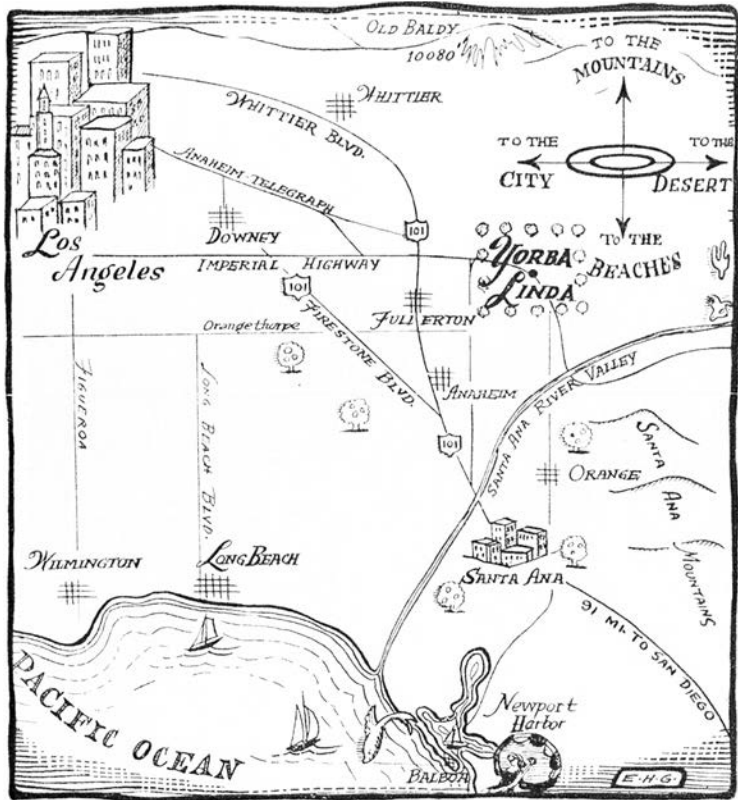 OLD BALDY
10080'
TO THE
MOUNTAINS
TO THE
CITY
TO THE
DESERT
TO THE
BEACHES
WHITTIER
WHITTIER BLVD.
ANAHEIM-TELEGRAPH
101
DOWNEY
Los
Angeles
IMPERIAL HIGHWAY
YORBA
LINDA
101
FULLERTON
Orangethorpe
FIRESTONE BLVD.
ANAHEIM
FIGUEROA
LONG BEACH
BLVD.
101
SANTA ANA RIVER VALLEY
SANTA
ANA
MOUNTAINS
ORANGE
WILMINGTON
LONG BEACH
SANTA ANA
91 MI. TO SAN DIEGO
PACIFIC OCEAN
Newport
Harbor
BALBOA
E.H.G.